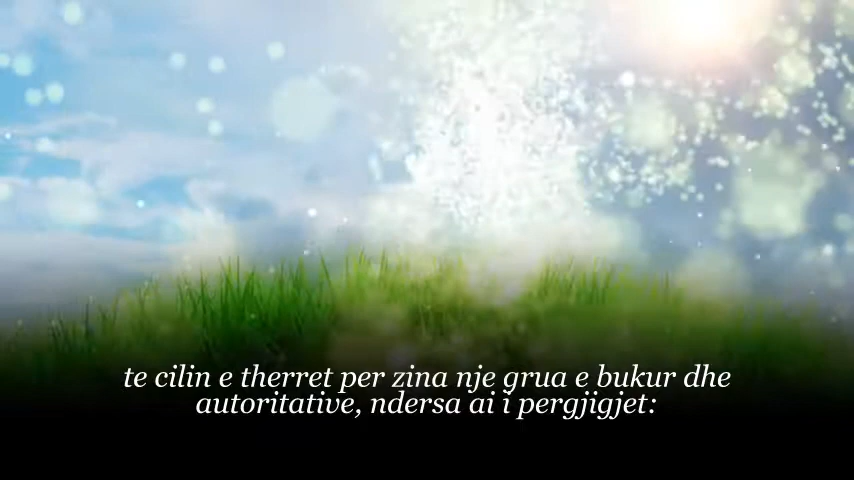 te cilin e therret per zina nje grua e bukur dhe
autoritative, ndersa ai i pergjigjet: